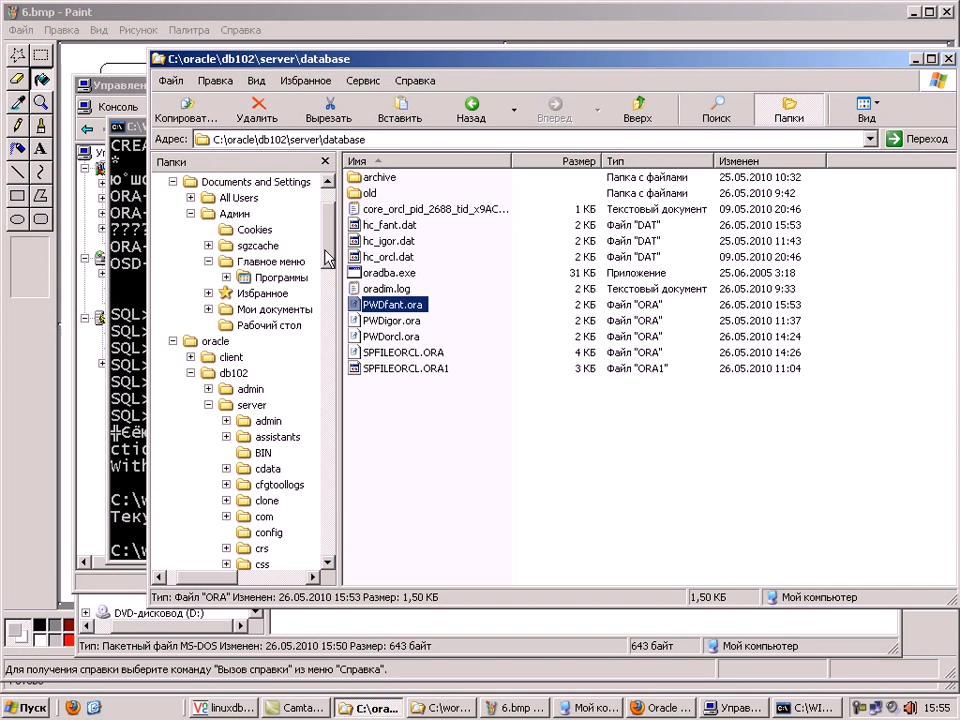 6.bmp - Paint
Файл Правка Вид Рисунок Палитра Справка
Управлен
Консоль
C:\oracle\db102\server\database
Файл Правка Вид Избранное Сервис Справка
Копироват... Удалить Вырезать Вставить Назад Вперед Вверх Поиск Папки Вид
Адрес: C:\oracle\db102\server\database Переход
Папки
Имя Размер Тип Изменен
Documents and Settings
All Users
Админ
Cookies
sgzcache
Главное меню
Программы
Избранное
Мои документы
Рабочий стол
oracle
client
db102
admin
server
admin
assistants
BIN
cdata
cfgtoollogs
clone
com
config
crs
css
archive Папка с файлами 25.05.2010 10:32
old Папка с файлами 26.05.2010 9:42
core_orcl_pid_2688_tid_x9AC... 1 КБ Текстовый документ 09.05.2010 20:46
hc_fant.dat 2 КБ Файл "DAT" 26.05.2010 15:53
hc_igor.dat 2 КБ Файл "DAT" 25.05.2010 11:43
hc_orcl.dat 2 КБ Файл "DAT" 09.05.2010 20:46
oradba.exe 31 КБ Приложение 25.06.2005 3:18
oradim.log 2 КБ Текстовый документ 26.05.2010 9:33
PWDfant.ora 2 КБ Файл "ORA" 26.05.2010 15:53
PWDigor.ora 2 КБ Файл "ORA" 25.05.2010 11:37
PWDorcl.ora 2 КБ Файл "ORA" 26.05.2010 14:24
SPFILEORCL.ORA 4 КБ Файл "ORA" 26.05.2010 14:26
SPFILEORCL.ORA1 3 КБ Файл "ORA1" 26.05.2010 11:04
CREA
*
ORA-
ORA-
????
ORA-
OSD-
SQL>
SQL>
SQL>
SQL>
SQL>
SQL>
SQL>
ctio
With
C:\w
Теку
C:\w
Тип: Файл "ORA" Изменен: 26.05.2010 15:53 Размер: 1,50 КБ 1,50 КБ Мой компьютер
DVD-дисковод (D:)
Тип: Пакетный файл MS-DOS Изменен: 26.05.2010 15:50 Размер: 643 байт 643 байт Мой компьютер
Для получения справки выберите команду "Вызов справки" из меню "Справка".
Пуск linuxdb... Camta... C:\ora... C:\wor... 6.bmp ... Мой ко... Oracle ... Управ... C:\WI... 15:55